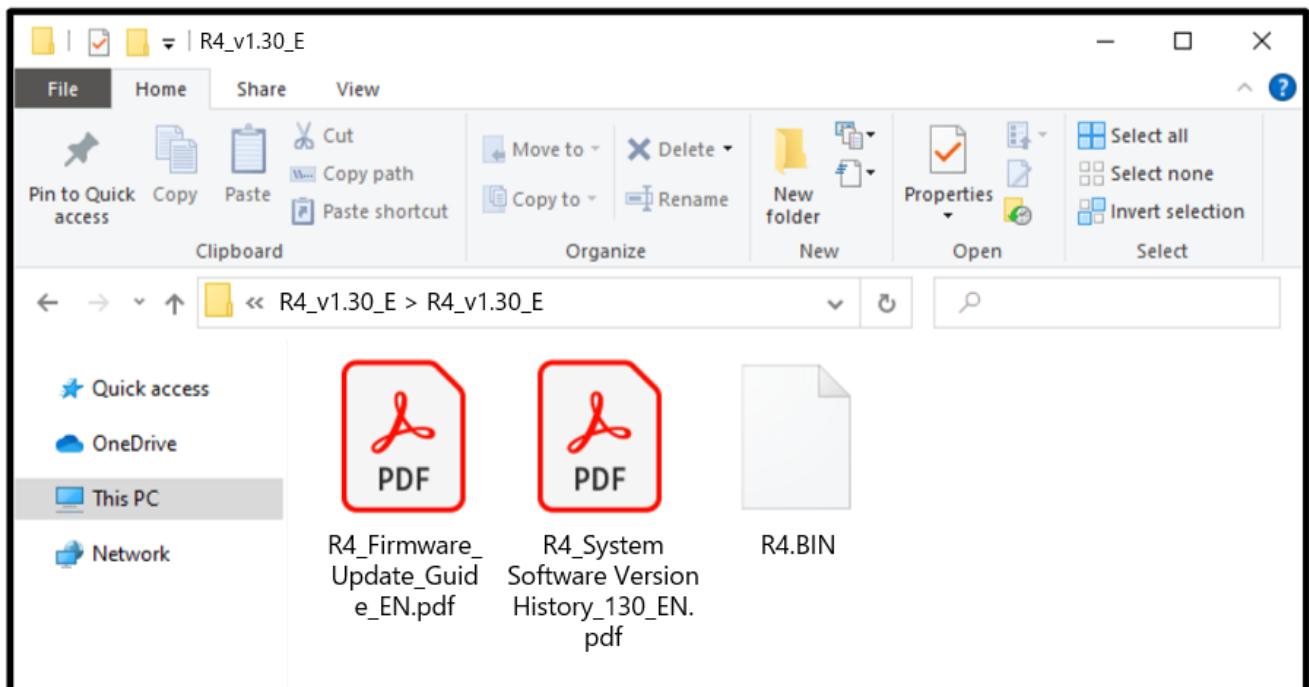 R4_v1.30_E
File Home Share View
?
Pin to Quick access
Copy
Paste
Cut
Copy path
Paste shortcut
Clipboard
Move to
Copy to
Delete
Rename
Organize
New folder
New
Properties
Open
Select all
Select none
Invert selection
Select
« R4_v1.30_E > R4_v1.30_E
Quick access
OneDrive
This PC
Network
PDF
R4_Firmware_
Update_Guid
e_EN.pdf
PDF
R4_System
Software Version
History_130_EN.
pdf
R4.BIN